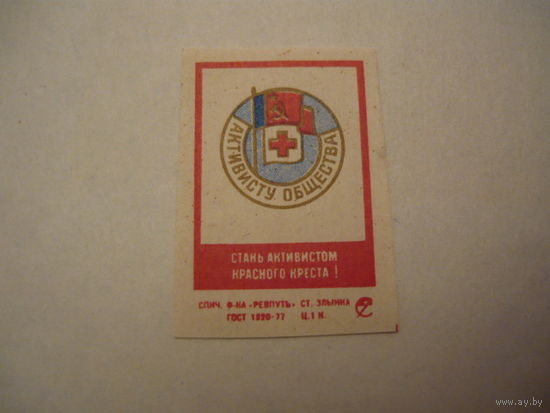 АКТИВИСТУ ОБЩЕСТВА
СТАНЬ АКТИВИСТОМ
КРАСНОГО КРЕСТА !
СПИЧ. Ф-КА «РЕВПУТЬ» СТ. ЗЛЫНКА
ГОСТ 1820-77 Ц. 1 К.
www.ay.by